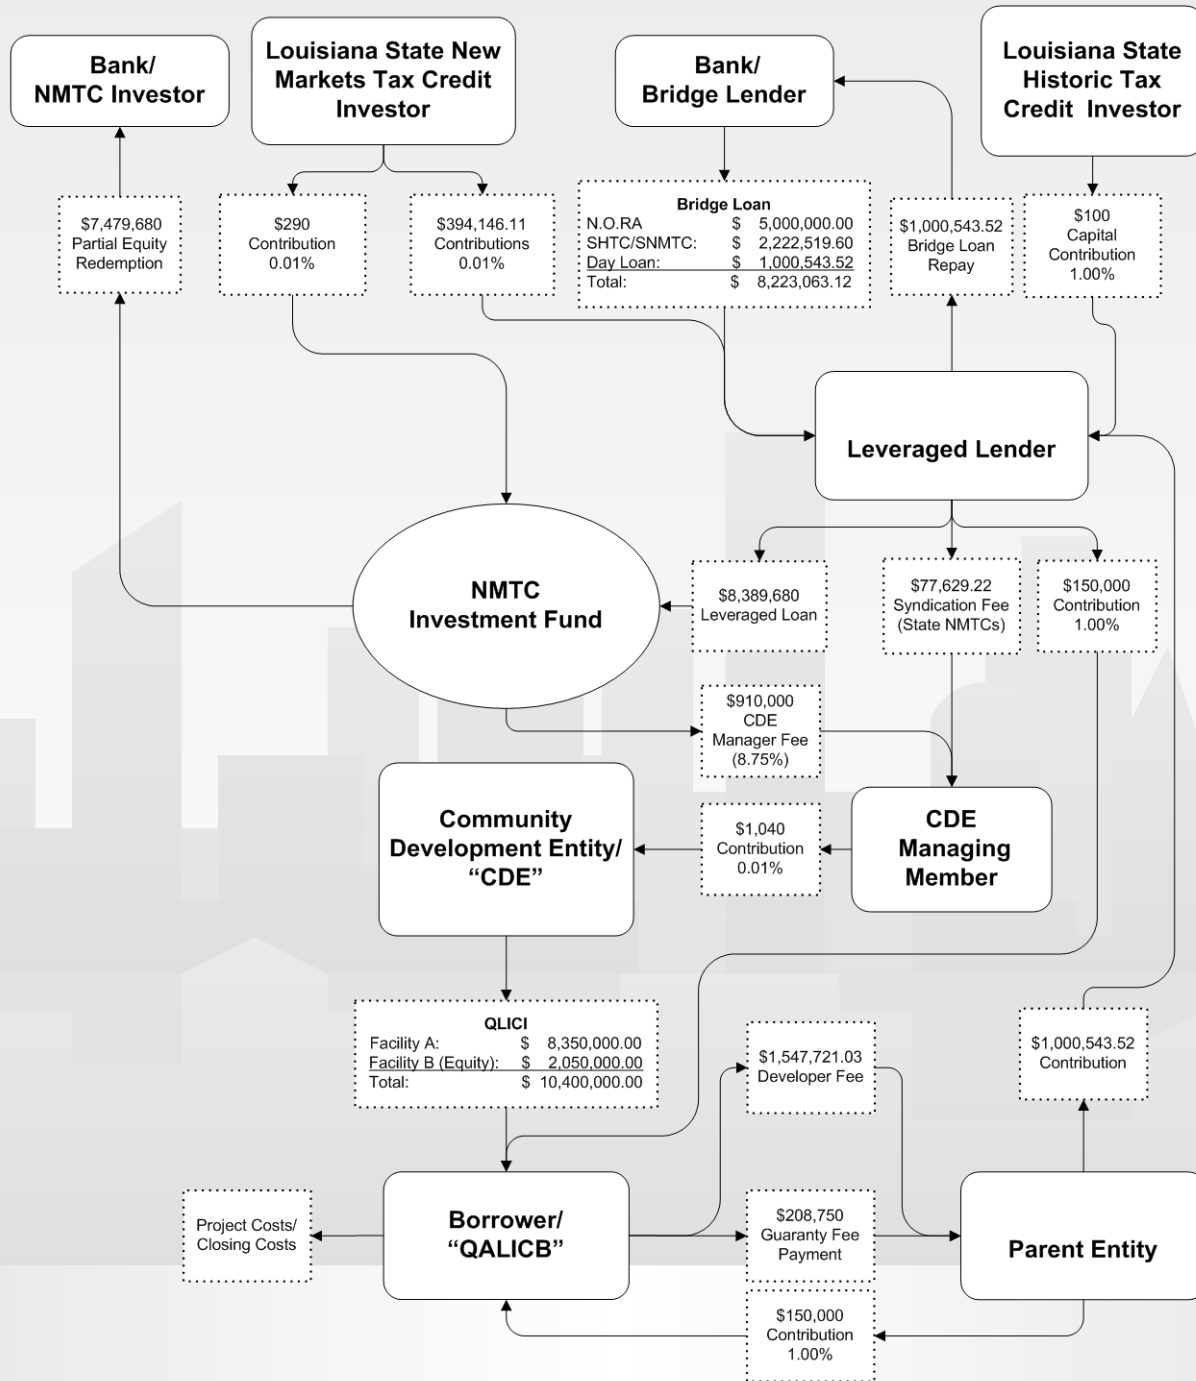 Bank/
NMTC Investor
Louisiana State New
Markets Tax Credit
Investor
Bank/
Bridge Lender
Louisiana State
Historic Tax
Credit Investor
$7,479,680
Partial Equity
Redemption
$290
Contribution
0.01%
$394,146.11
Contributions
0.01%
Bridge Loan
N.O.RA $ 5,000,000.00
SHTC/SNMTC: $ 2,222,519.60
Day Loan: $ 1,000,543.52
Total: $ 8,223,063.12
$1,000,543.52
Bridge Loan
Repay
$100
Capital
Contribution
1.00%
Leveraged Lender
NMTC
Investment Fund
$8,389,680
Leveraged Loan
$77,629.22
Syndication Fee
(State NMTCs)
$150,000
Contribution
1.00%
$910,000
CDE
Manager Fee
(8.75%)
Community
Development Entity/
“CDE”
$1,040
Contribution
0.01%
CDE
Managing
Member
QLICI
Facility A: $ 8,350,000.00
Facility B (Equity): $ 2,050,000.00
Total: $ 10,400,000.00
$1,547,721.03
Developer Fee
$1,000,543.52
Contribution
Project Costs/
Closing Costs
Borrower/
“QALICB”
$208,750
Guaranty Fee
Payment
Parent Entity
$150,000
Contribution
1.00%